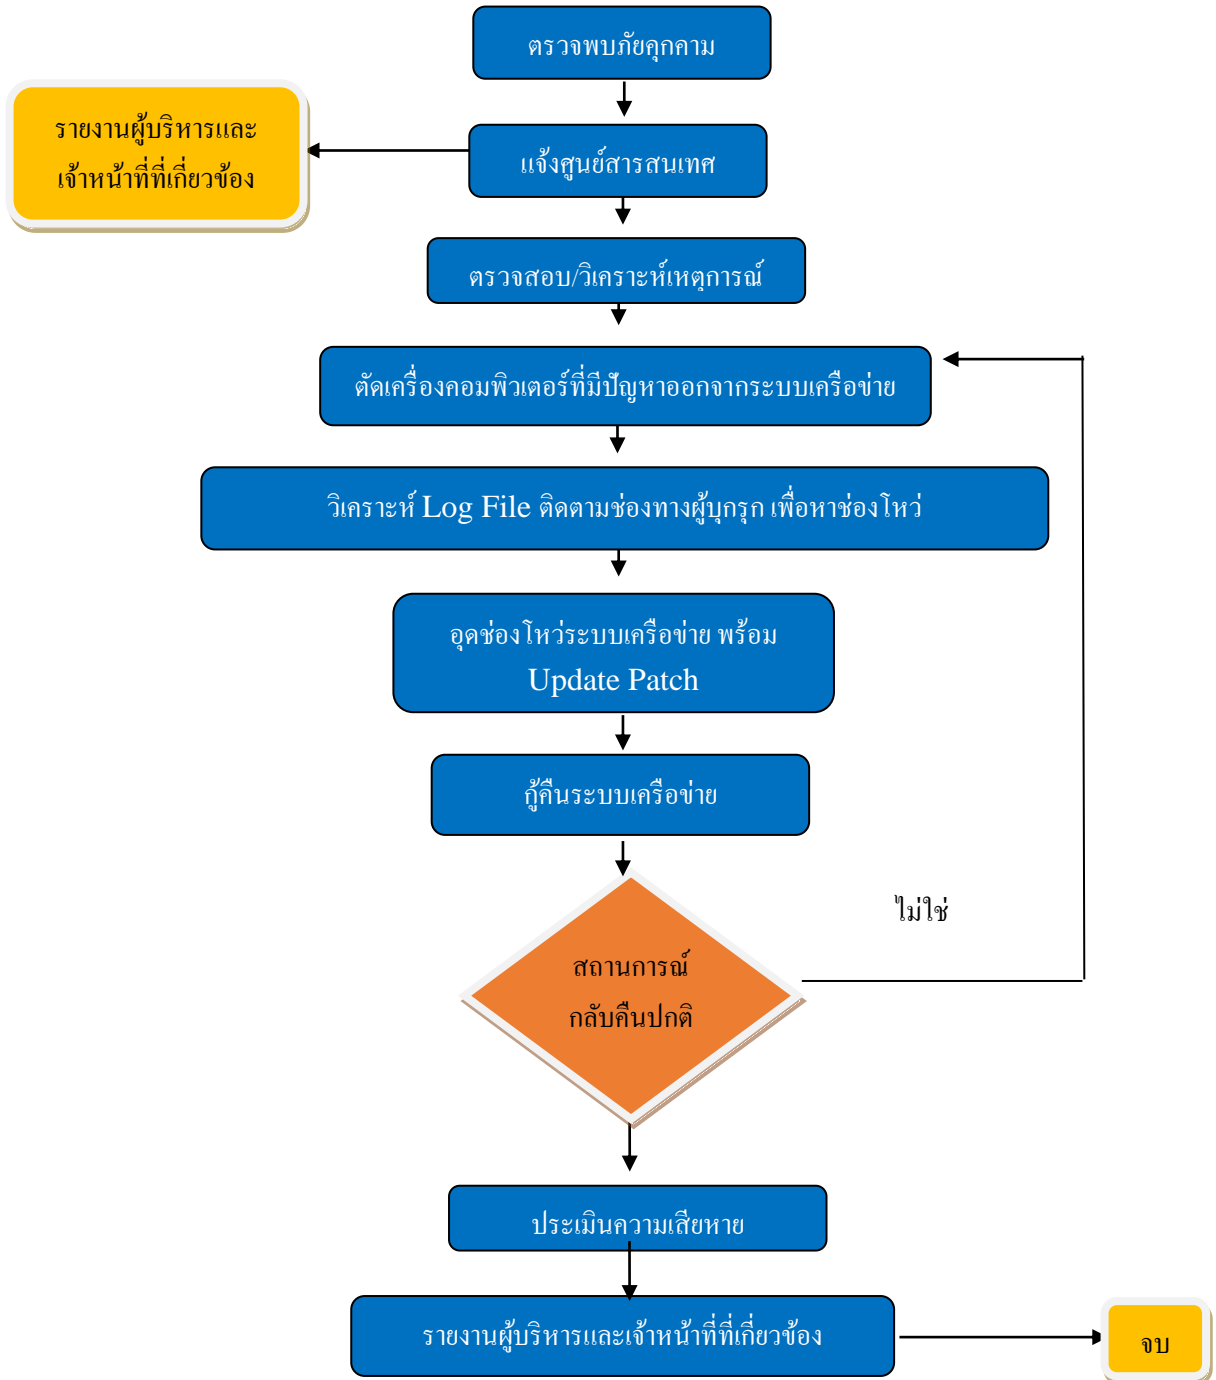 ตรวจพบภัยคุกคาม
รายงานผู้บริหารและ
เจ้าหน้าที่ที่เกี่ยวข้อง
แจ้งศูนย์สารสนเทศ
ตรวจสอบ/วิเคราะห์เหตุการณ์
ตัดเครื่องคอมพิวเตอร์ที่มีปัญหาออกจากระบบเครือข่าย
วิเคราะห์ Log File ติดตามช่องทางผู้บุกรุก เพื่อหาช่องโหว่
อุดช่องโหว่ระบบเครือข่าย พร้อม
Update Patch
กู้คืนระบบเครือข่าย
ไม่ใช่
สถานการณ์
กลับคืนปกติ
ประเมินความเสียหาย
รายงานผู้บริหารและเจ้าหน้าที่ที่เกี่ยวข้อง
จบ